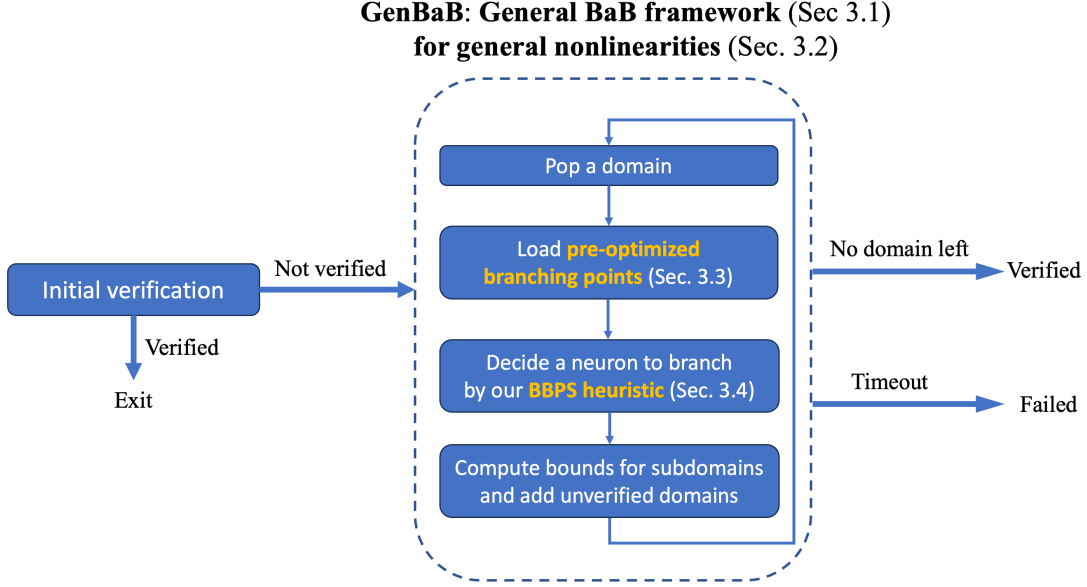 GenBaB: General BaB framework (Sec 3.1)
for general nonlinearities (Sec. 3.2)
Initial verification
Not verified
Verified
Exit
Pop a domain
Load pre-optimized
branching points (Sec. 3.3)
Decide a neuron to branch
by our BBPS heuristic (Sec. 3.4)
Compute bounds for subdomains
and add unverified domains
No domain left
Verified
Timeout
Failed